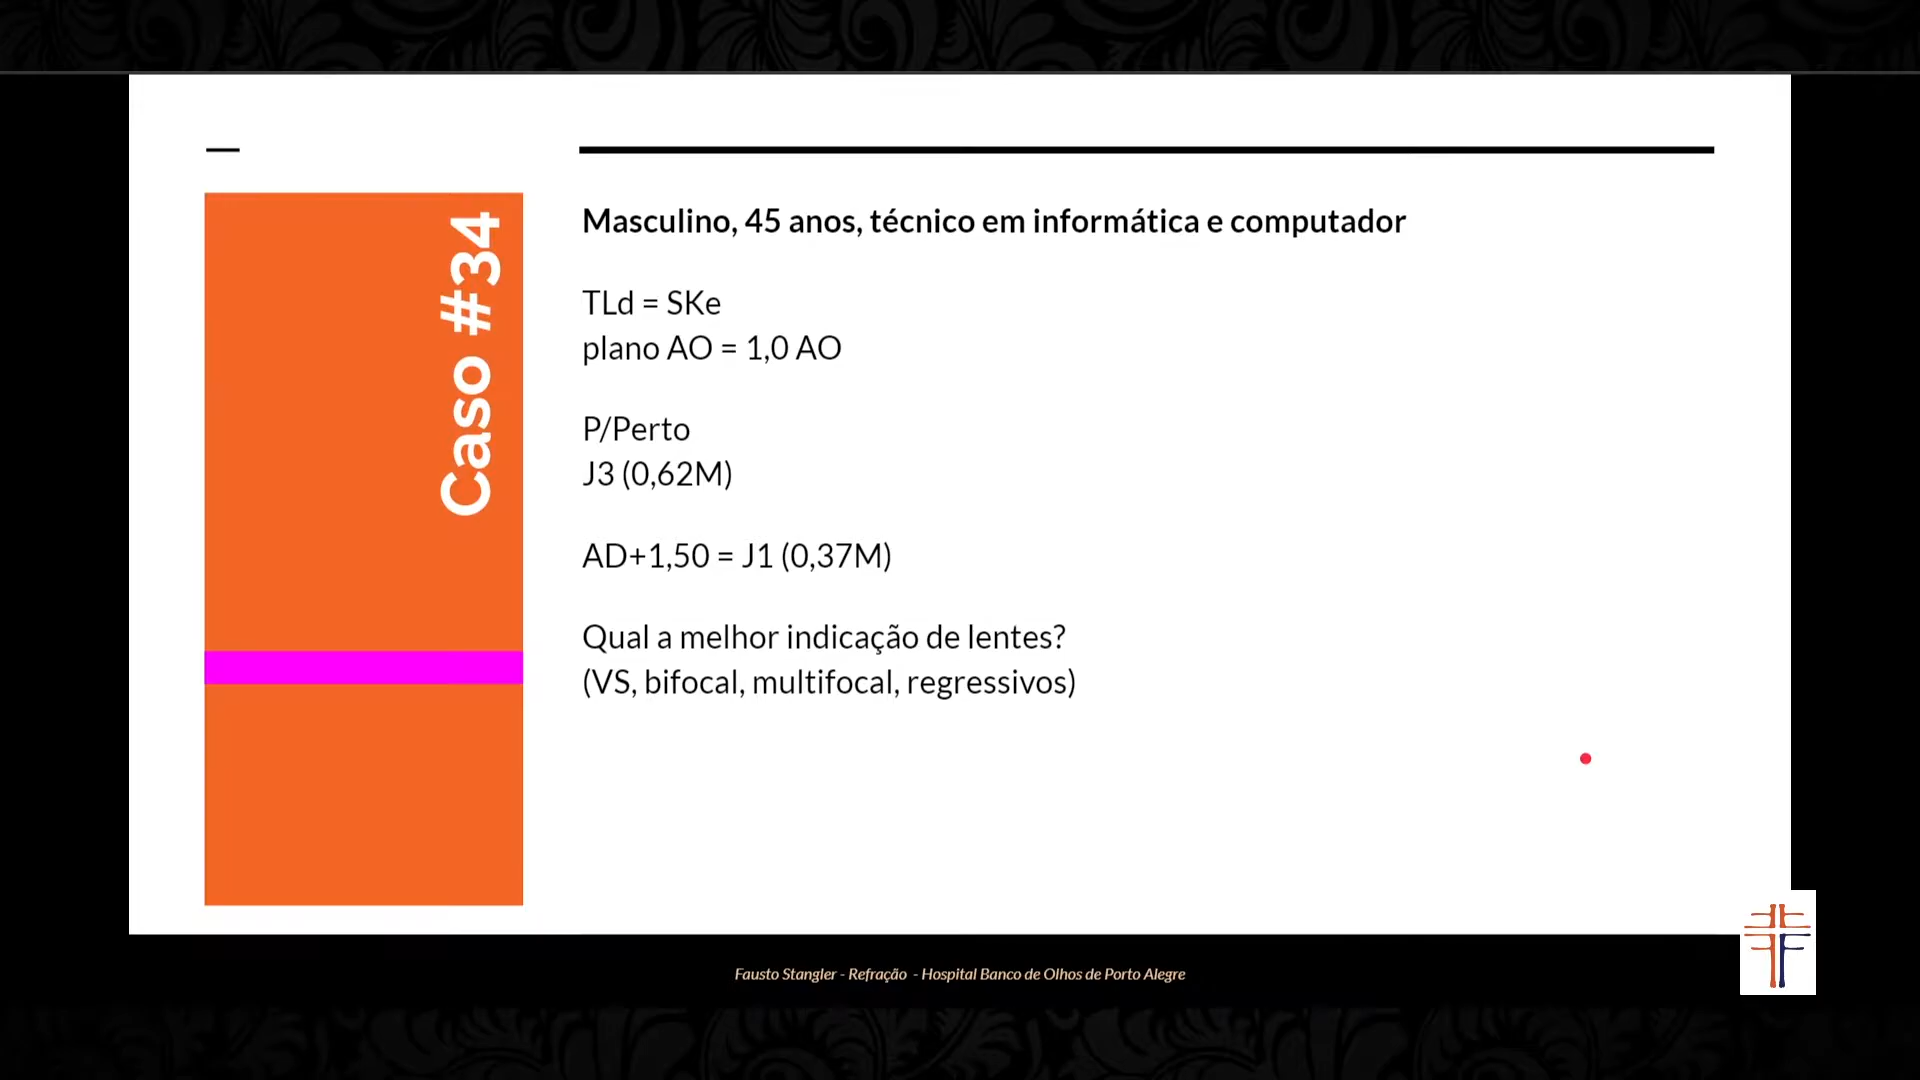 Caso #34
Masculino, 45 anos, técnico em informática e computador
TLd = SKe
plano AO = 1,0 AO
P/Perto
J3 (0,62M)
AD+1,50 = J1 (0,37M)
Qual a melhor indicação de lentes?
(VS, bifocal, multifocal, regressivos)
Fausto Stangler - Refração - Hospital Banco de Olhos de Porto Alegre